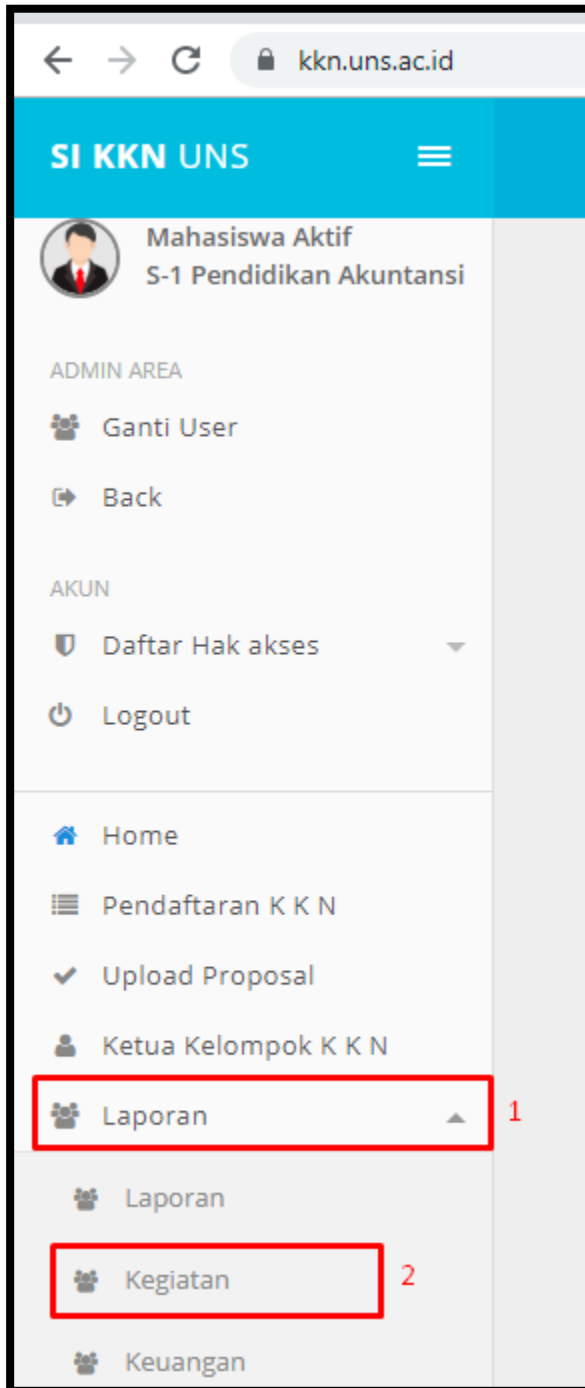 kkn.uns.ac.id
SI KKN UNS
Mahasiswa Aktif
S-1 Pendidikan Akuntansi
ADMIN AREA
Ganti User
Back
AKUN
Daftar Hak akses
Logout
Home
Pendaftaran K K N
Upload Proposal
Ketua Kelompok K K N
Laporan 1
Laporan
Kegiatan 2
Keuangan